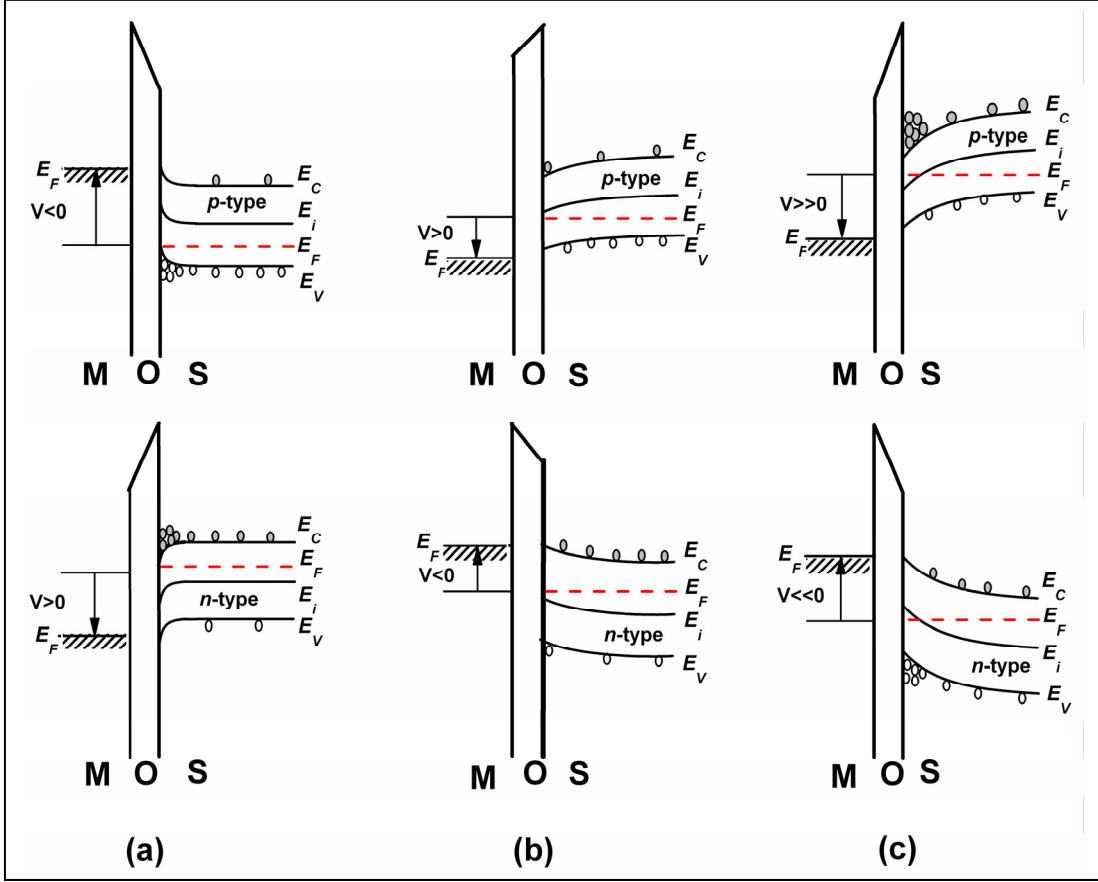 E_C
p-type
E_i
E_F
E_V
E_F
V<0
M O S
E_C
p-type
E_i
E_F
E_V
V>0
E_F
M O S
E_C
p-type
E_i
E_F
E_V
V>>0
E_F
M O S
E_C
E_F
n-type
E_i
E_V
V>0
E_F
M O S
E_F
V<0
E_C
E_F
E_i
n-type
E_V
M O S
E_F
V<<0
E_C
E_F
E_i
n-type
E_V
M O S
(a) (b) (c)